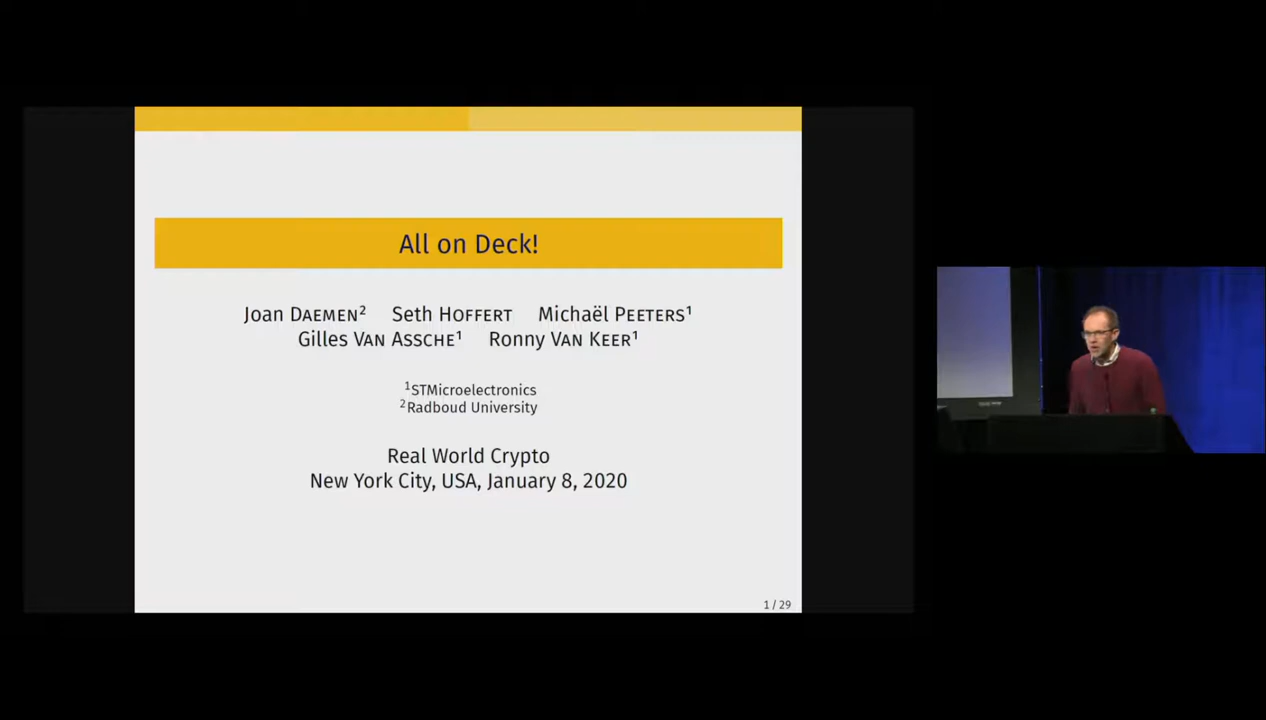 All on Deck!
Joan Daemen² Seth Hoffert Michaël Peeters¹
Gilles Van Assche¹ Ronny Van Keer¹
¹STMicroelectronics
²Radboud University
Real World Crypto
New York City, USA, January 8, 2020
1 / 29